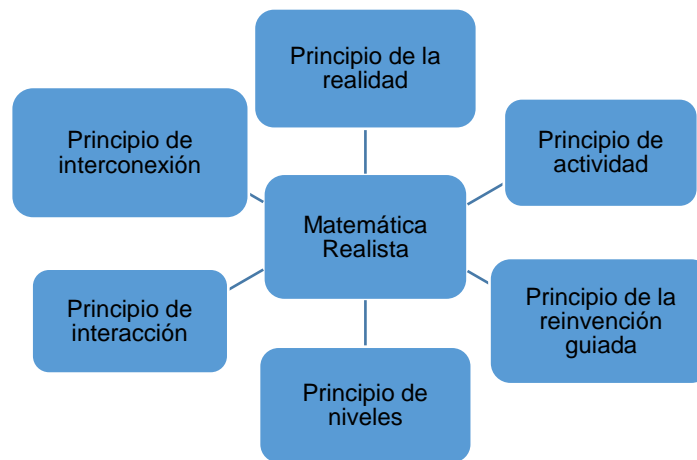 Principio de la
realidad
Principio de
interconexión
Principio de
actividad
Matemática
Realista
Principio de
interacción
Principio de la
reinvención
guiada
Principio de
niveles